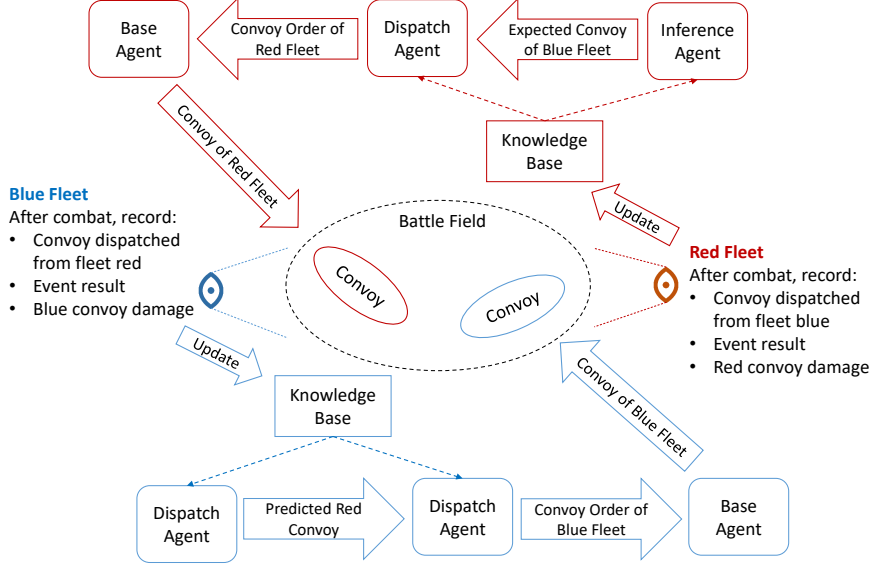 Base
Agent
Convoy Order of
Red Fleet
Dispatch
Agent
Expected Convoy
of Blue Fleet
Inference
Agent
Convoy of Red Fleet
Knowledge
Base
Update
Blue Fleet
After combat, record:
• Convoy dispatched
from fleet red
• Event result
• Blue convoy damage
Battle Field
Convoy
Convoy
Red Fleet
After combat, record:
• Convoy dispatched
from fleet blue
• Event result
• Red convoy damage
Update
Knowledge
Base
Convoy of Blue Fleet
Dispatch
Agent
Predicted Red
Convoy
Dispatch
Agent
Convoy Order of
Blue Fleet
Base
Agent